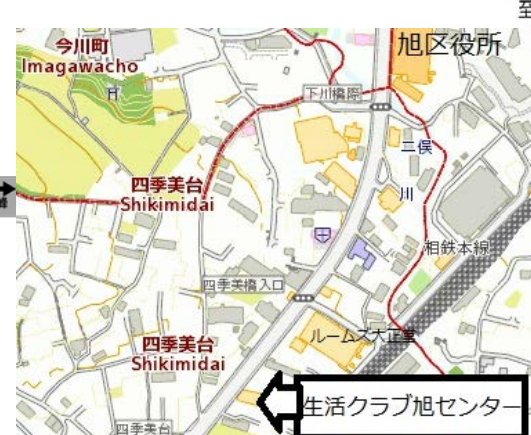 至
今川町
Imagawacho
旭区役所
下川橋際
二俣
川
四季美台
Shikimidai
相鉄本線
四季美橋入口
ルームズ大正堂
四季美台
Shikimidai
生活クラブ旭センター
四季美台